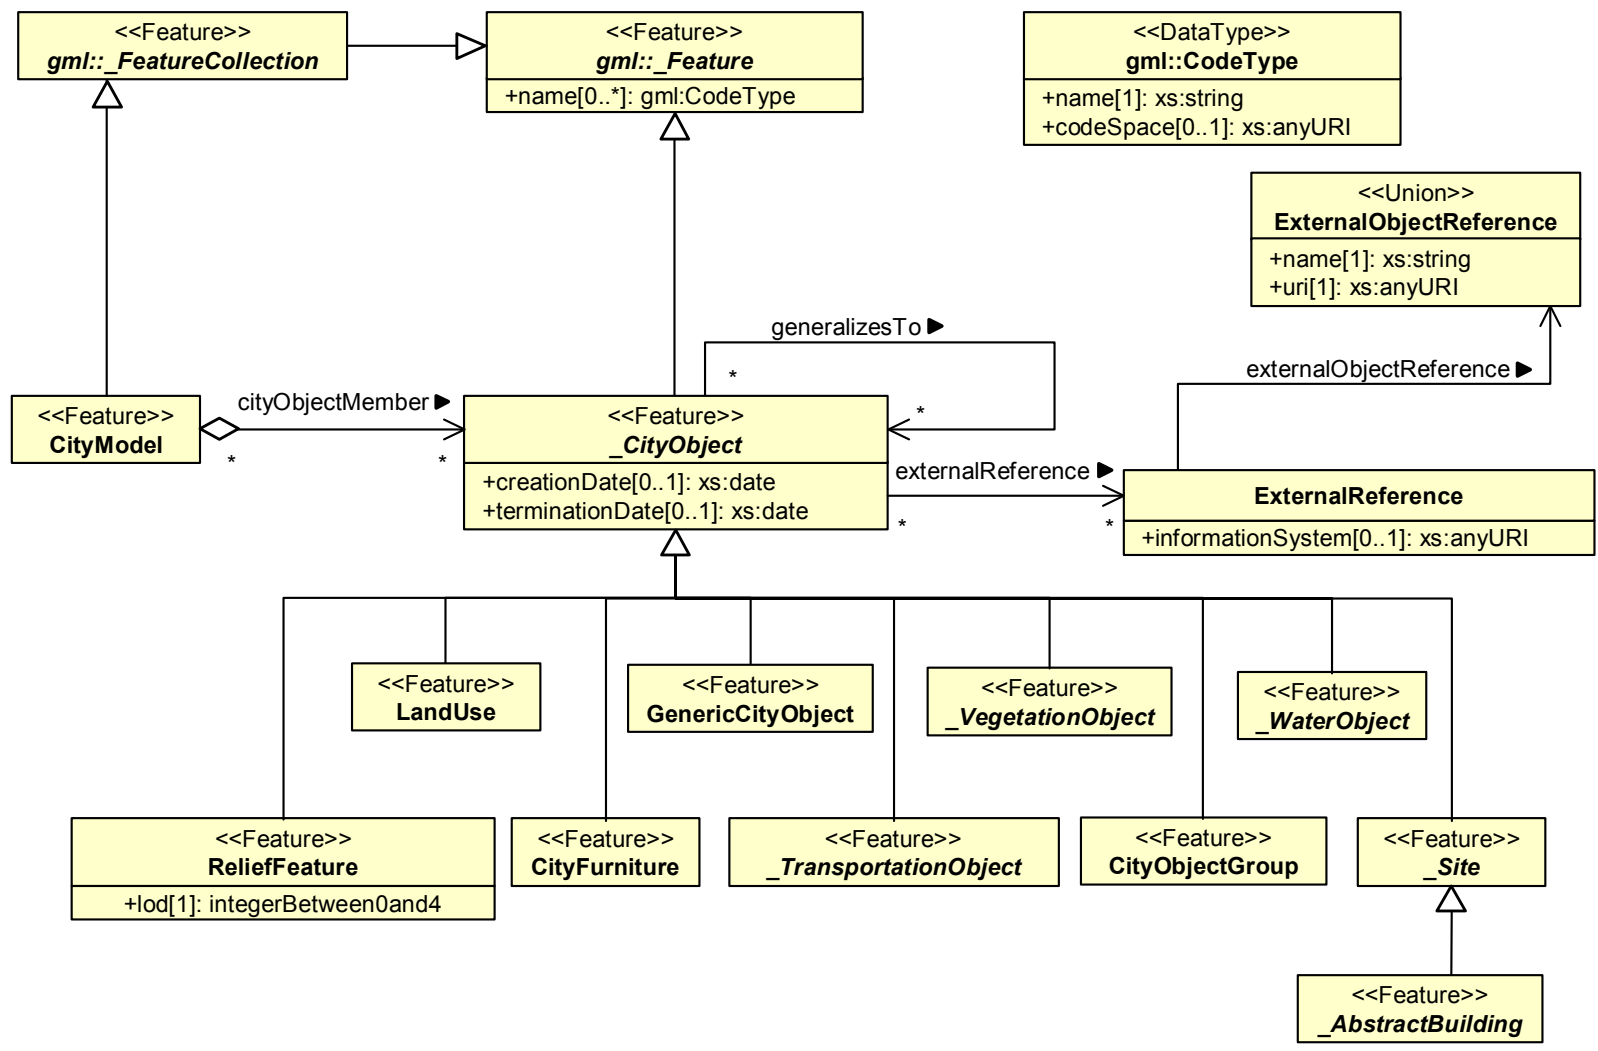 <<Feature>>
gml::_FeatureCollection
<<Feature>>
gml::_Feature
+name[0..*]: gml:CodeType
<<DataType>>
gml::CodeType
+name[1]: xs:string
+codeSpace[0..1]: xs:anyURI
<<Union>>
ExternalObjectReference
+name[1]: xs:string
+uri[1]: xs:anyURI
generalizesTo
*
*
externalObjectReference
<<Feature>>
CityModel
cityObjectMember
*
*
<<Feature>>
_CityObject
+creationDate[0..1]: xs:date
+terminationDate[0..1]: xs:date
externalReference
*
*
ExternalReference
+informationSystem[0..1]: xs:anyURI
<<Feature>>
LandUse
<<Feature>>
GenericCityObject
<<Feature>>
_VegetationObject
<<Feature>>
_WaterObject
<<Feature>>
ReliefFeature
+lod[1]: integerBetween0and4
<<Feature>>
CityFurniture
<<Feature>>
_TransportationObject
<<Feature>>
CityObjectGroup
<<Feature>>
_Site
<<Feature>>
_AbstractBuilding